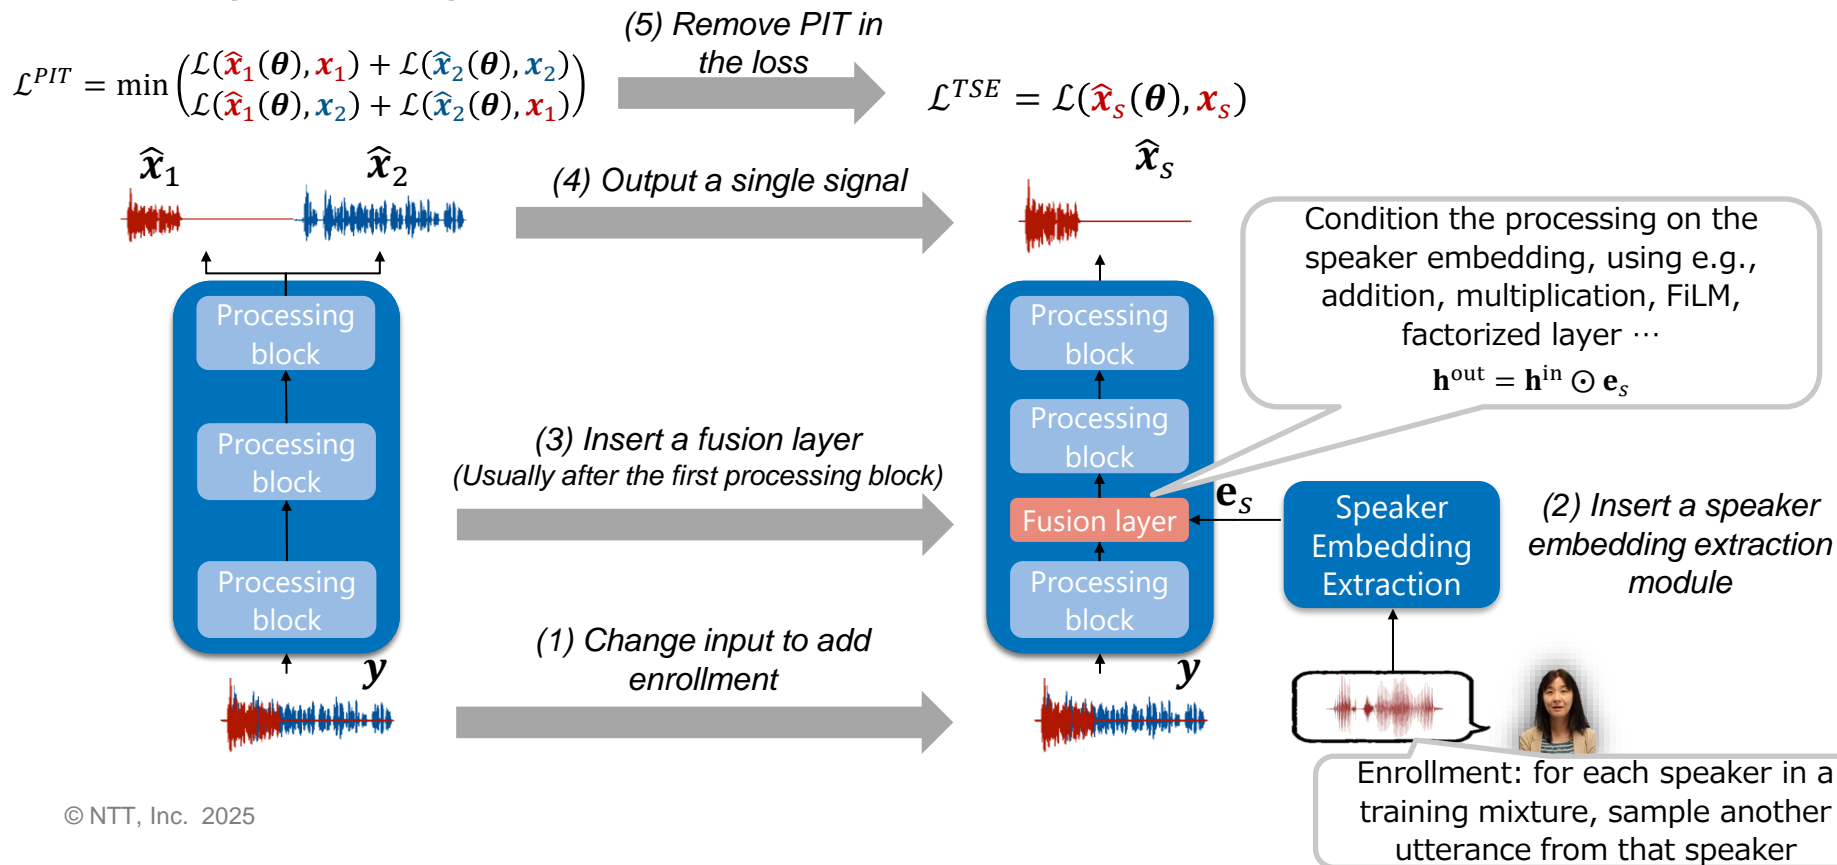 (5) Remove PIT in
the loss
ℒ^{PIT} = min ( ℒ(x̂₁(θ), x₁) + ℒ(x̂₂(θ), x₂)
ℒ(x̂₁(θ), x₂) + ℒ(x̂₂(θ), x₁) )
ℒ^{TSE} = ℒ(x̂ₛ(θ), xₛ)
x̂₁
x̂₂
(4) Output a single signal
x̂ₛ
Condition the processing on the
speaker embedding, using e.g.,
addition, multiplication, FiLM,
factorized layer …
h^{out} = h^{in} ⊙ eₛ
Processing
block
Processing
block
Processing
block
(3) Insert a fusion layer
(Usually after the first processing block)
Processing
block
Processing
block
Fusion layer
Processing
block
eₛ
Speaker
Embedding
Extraction
(2) Insert a speaker
embedding extraction
module
(1) Change input to add
enrollment
y
y
Enrollment: for each speaker in a
training mixture, sample another
utterance from that speaker
© NTT, Inc. 2025